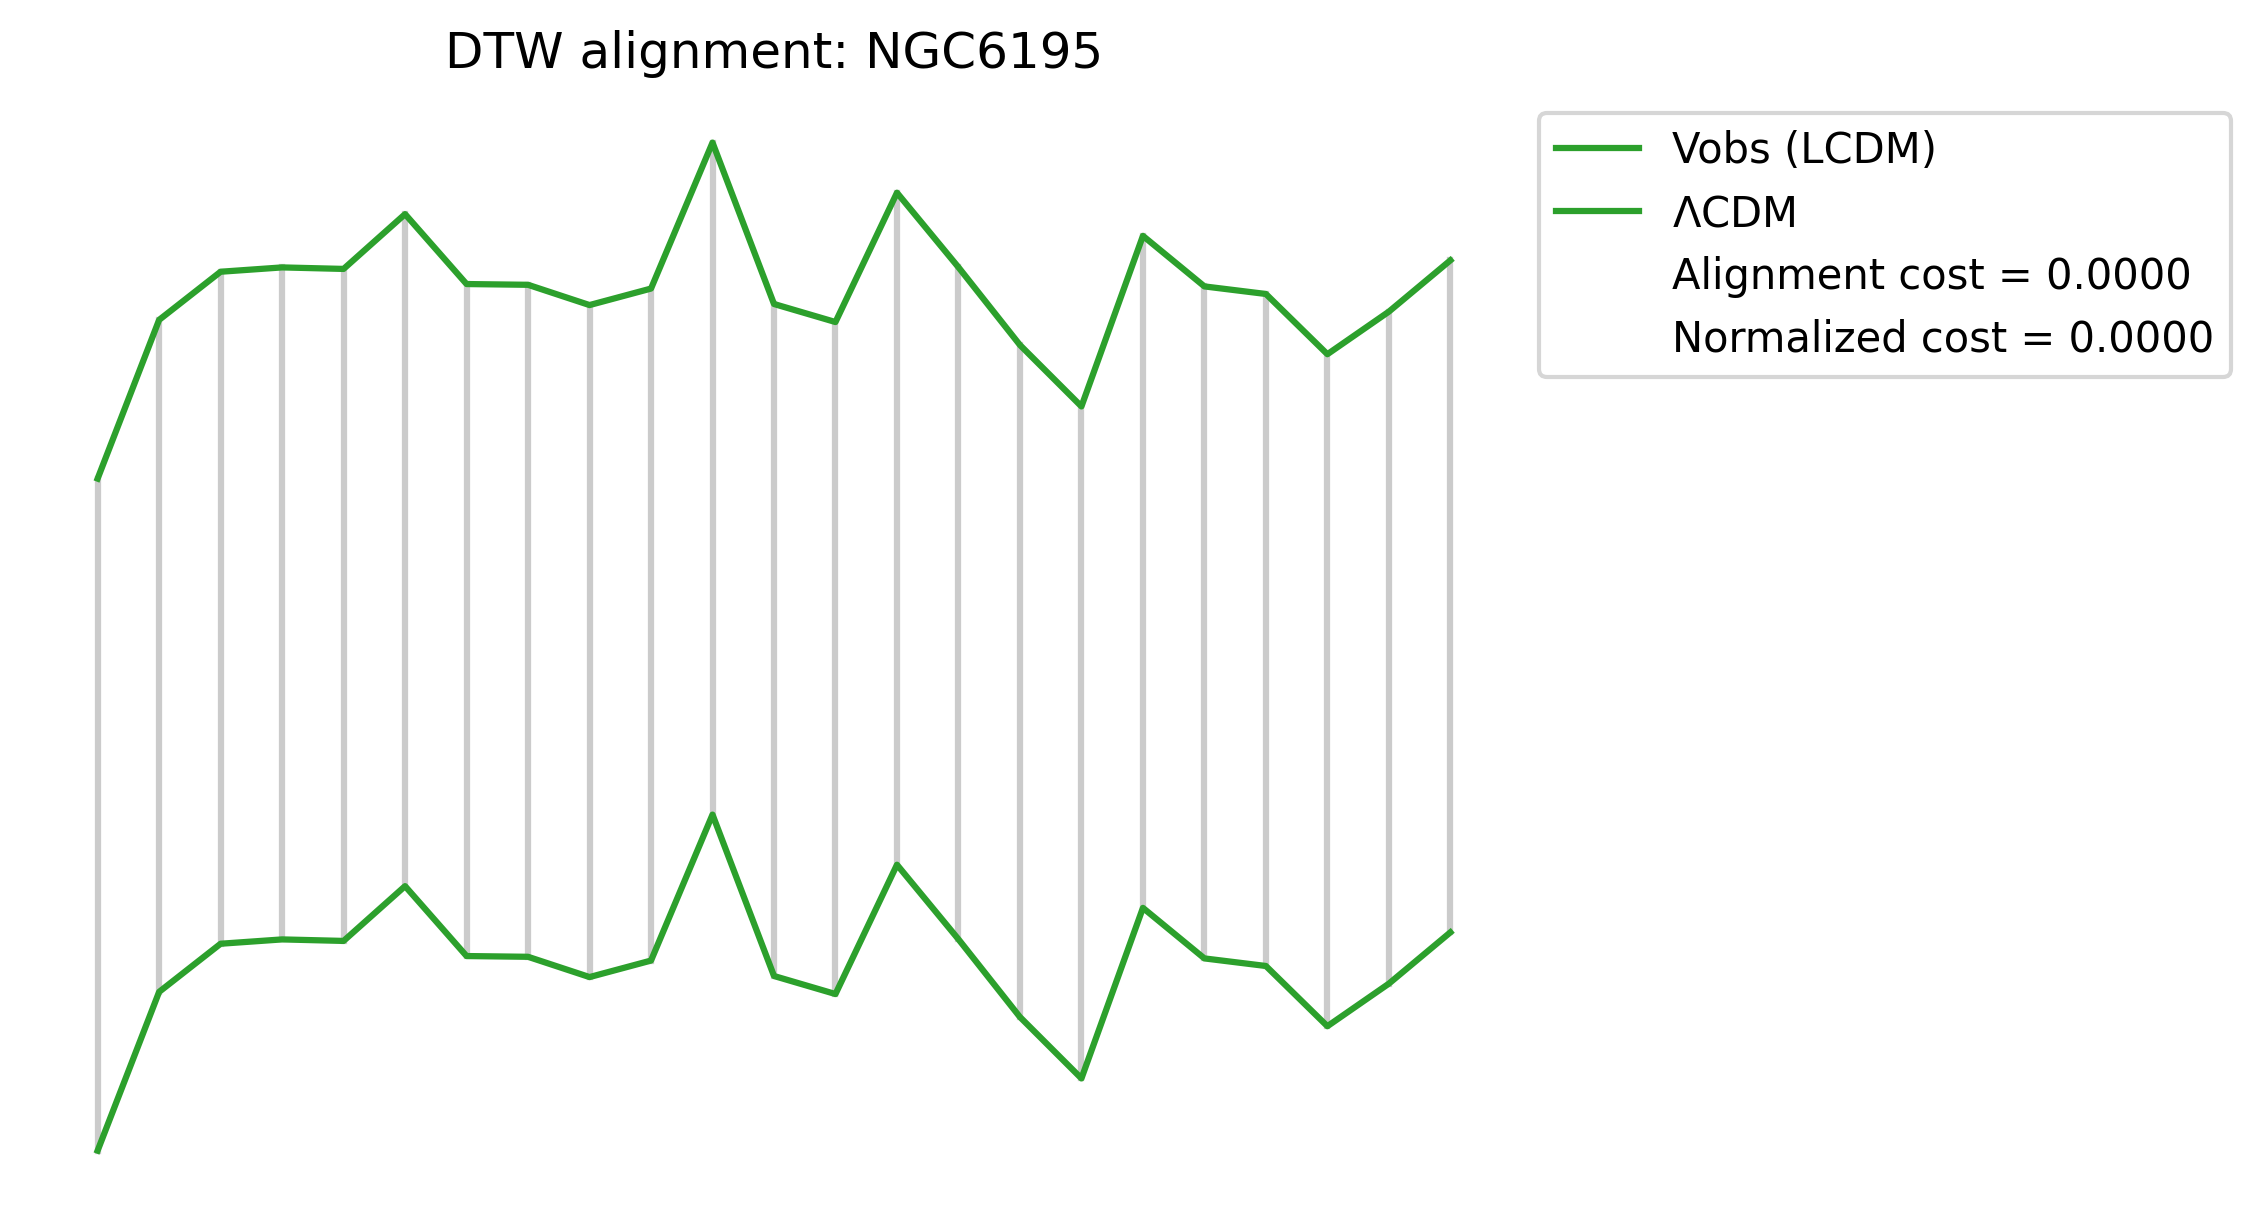 DTW alignment: NGC6195
Vobs (LCDM)
ΛCDM
Alignment cost = 0.0000
Normalized cost = 0.0000